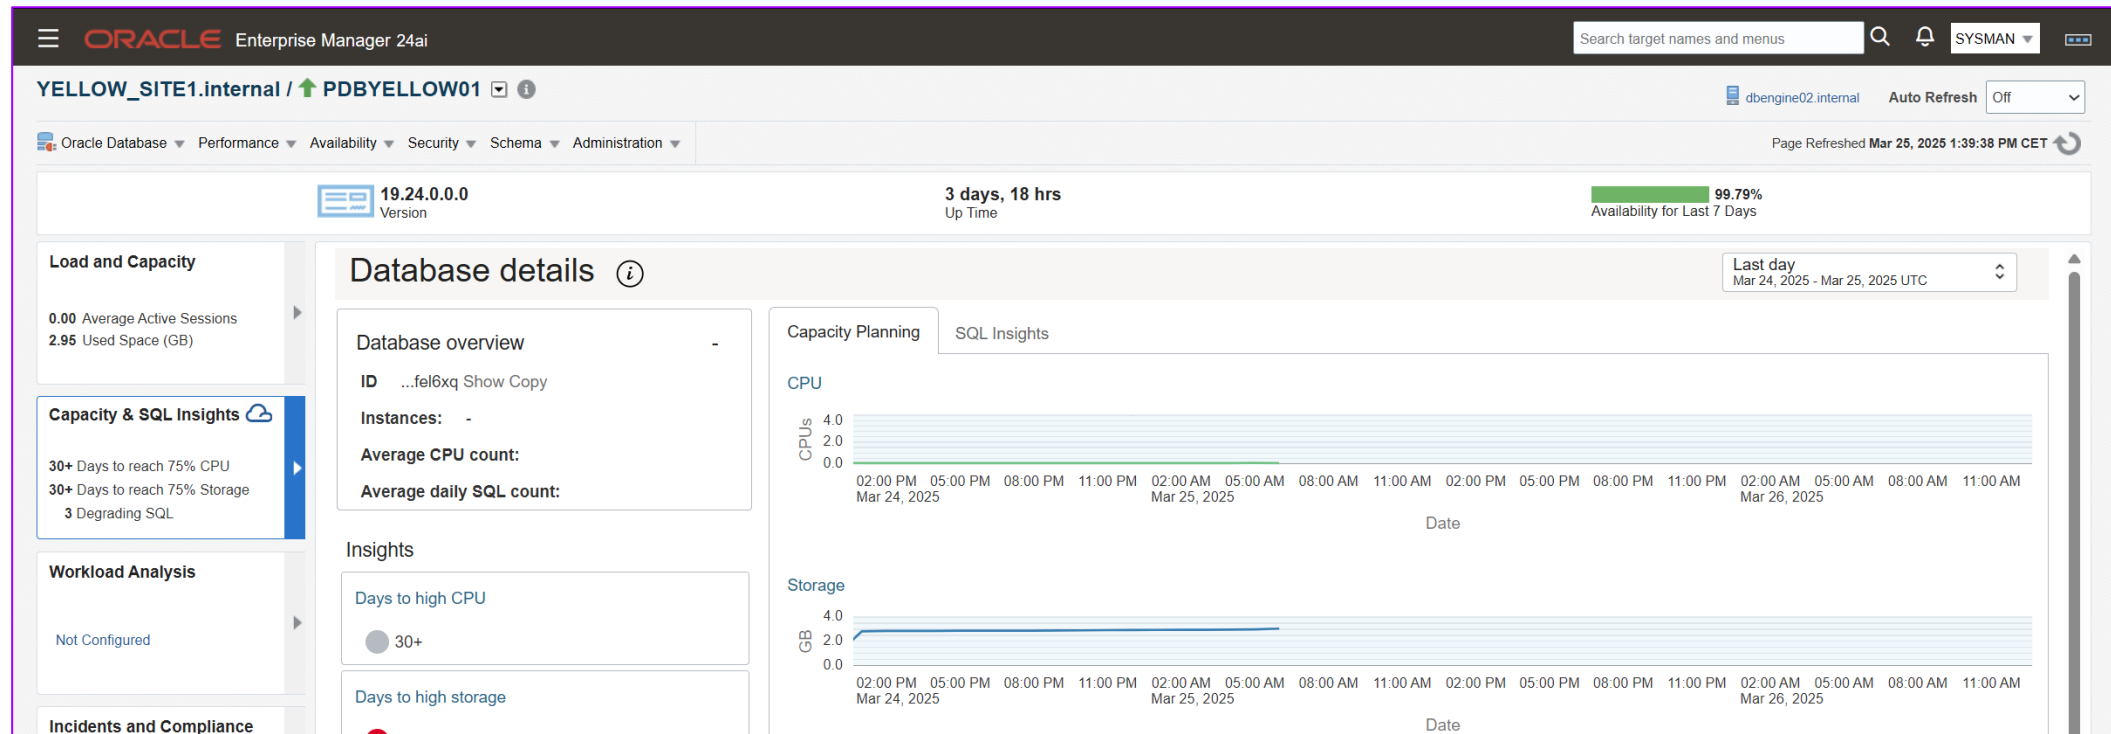 ORACLE Enterprise Manager 24ai
Search target names and menus
SYSMAN
YELLOW_SITE1.internal / PDBYELLOW01
dbengine02.internal
Auto Refresh Off
Oracle Database Performance Availability Security Schema Administration
Page Refreshed Mar 25, 2025 1:39:38 PM CET
19.24.0.0.0
Version
3 days, 18 hrs
Up Time
99.79%
Availability for Last 7 Days
Load and Capacity
0.00 Average Active Sessions
2.95 Used Space (GB)
Capacity & SQL Insights
30+ Days to reach 75% CPU
30+ Days to reach 75% Storage
3 Degrading SQL
Workload Analysis
Not Configured
Incidents and Compliance
Database details i
Last day
Mar 24, 2025 - Mar 25, 2025 UTC
Database overview -
ID ...fel6xq Show Copy
Instances: -
Average CPU count:
Average daily SQL count:
Insights
Days to high CPU
30+
Days to high storage
Capacity Planning SQL Insights
CPU
CPUs
4.0
2.0
0.0
02:00 PM 05:00 PM 08:00 PM 11:00 PM 02:00 AM 05:00 AM 08:00 AM 11:00 AM 02:00 PM 05:00 PM 08:00 PM 11:00 PM 02:00 AM 05:00 AM 08:00 AM 11:00 AM
Mar 24, 2025 Mar 25, 2025 Mar 26, 2025
Date
Storage
GB
4.0
2.0
0.0
02:00 PM 05:00 PM 08:00 PM 11:00 PM 02:00 AM 05:00 AM 08:00 AM 11:00 AM 02:00 PM 05:00 PM 08:00 PM 11:00 PM 02:00 AM 05:00 AM 08:00 AM 11:00 AM
Mar 24, 2025 Mar 25, 2025 Mar 26, 2025
Date